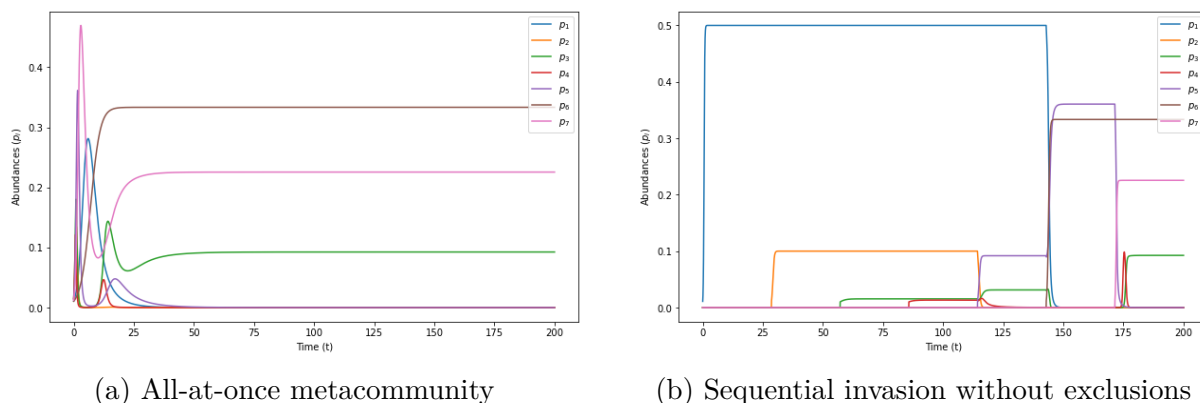 0.4
0.3
0.2
0.1
0.0
Abundances (pᵢ)
0
25
50
75
100
125
150
175
200
Time (t)
p₁
p₂
p₃
p₄
p₅
p₆
p₇
(a) All-at-once metacommunity
0.5
0.4
0.3
0.2
0.1
0.0
Abundances (pᵢ)
0
25
50
75
100
125
150
175
200
Time (t)
p₁
p₂
p₃
p₄
p₅
p₆
p₇
(b) Sequential invasion without exclusions